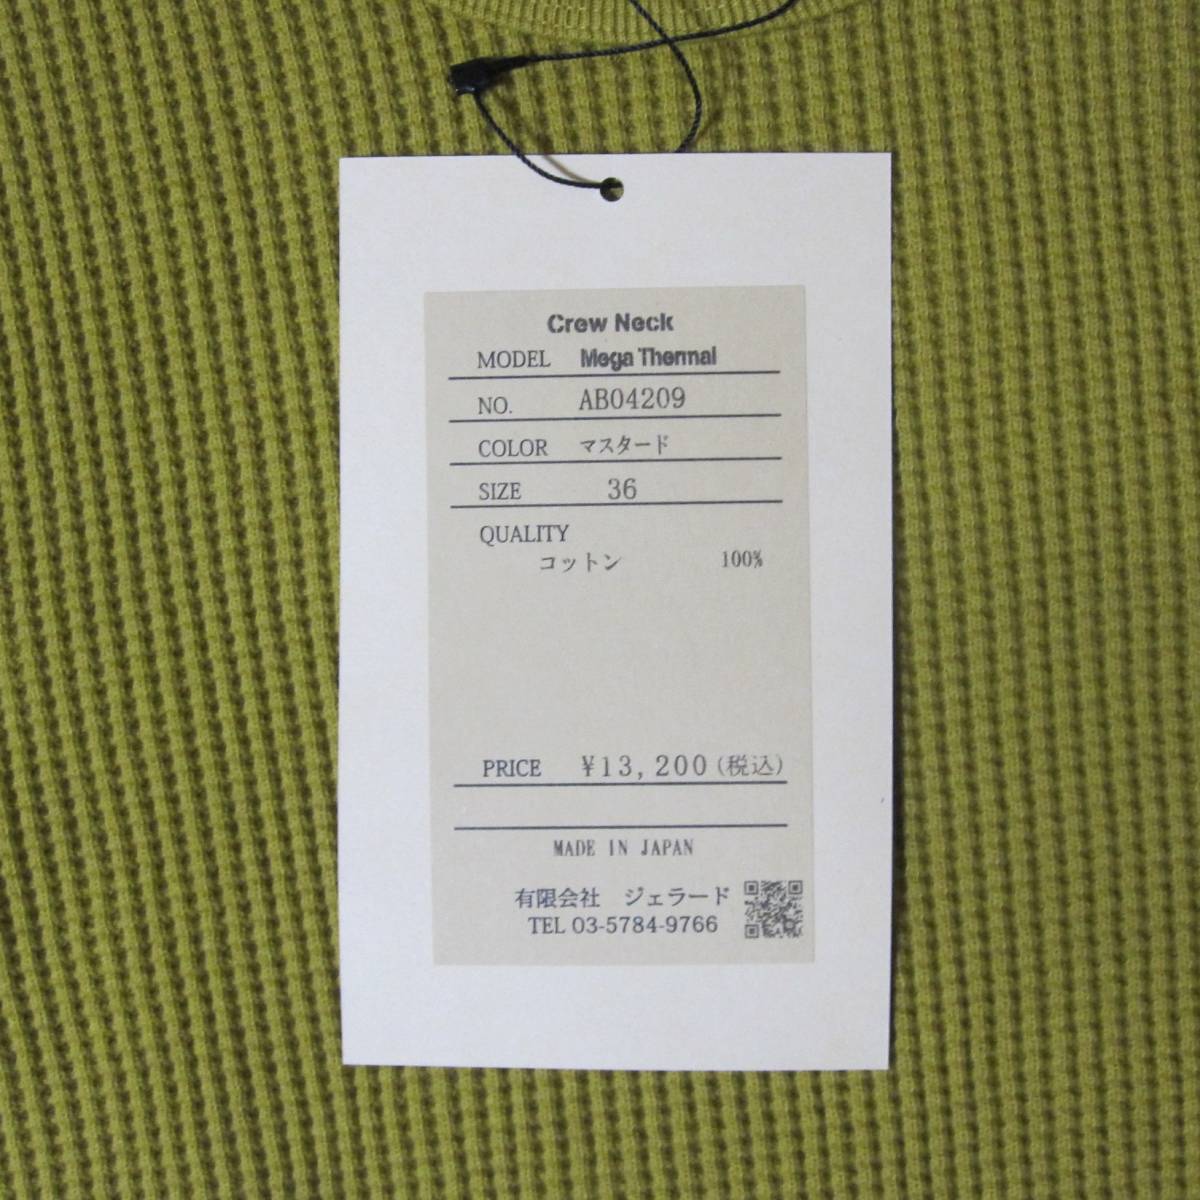 Crew Neck
MODEL Mega Thermal
NO. AB04209
COLOR マスタード
SIZE 36
QUALITY
コットン 100%
PRICE ¥13,200(税込)
MADE IN JAPAN
有限会社 ジェラード
TEL 03-5784-9766